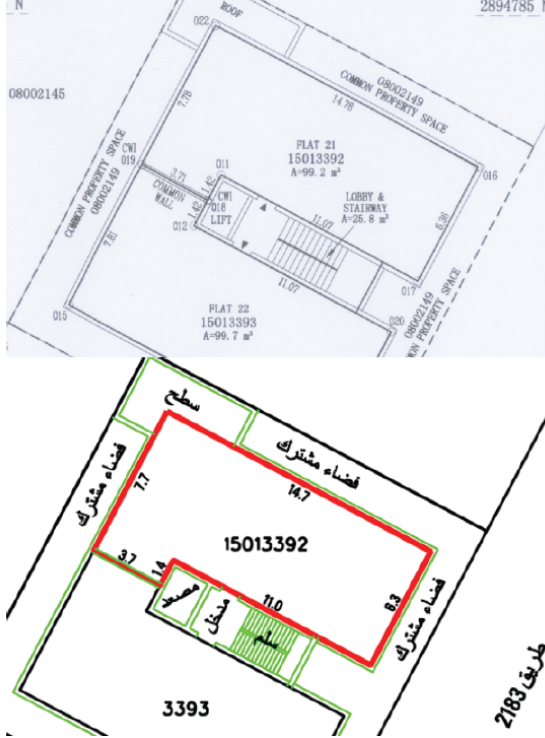 N
2894785 N
ROOF
022
08002149
COMMON PROPERTY SPACE
08002145
7.78
14.76
FLAT 21
15013392
A=99.2 m²
CWI
019
COMMON PROPERTY SPACE
08002149
3.71
COMMON
WALL
011
016
1.42
CWI
018
LIFT
LOBBY &
STAIRWAY
A=25.8 m²
6.36
1.42
012
11.07
7.81
11.07
017
08002149
COMMON PROPERTY SPACE
020
015
FLAT 22
15013393
A=99.7 m²
سطح
فضاء مشترك
فضاء مشترك
7.7
14.7
15013392
3.7
1.4
مصعد
مدخل
11.0
سلم
6.3
فضاء مشترك
3393
طريق 2183